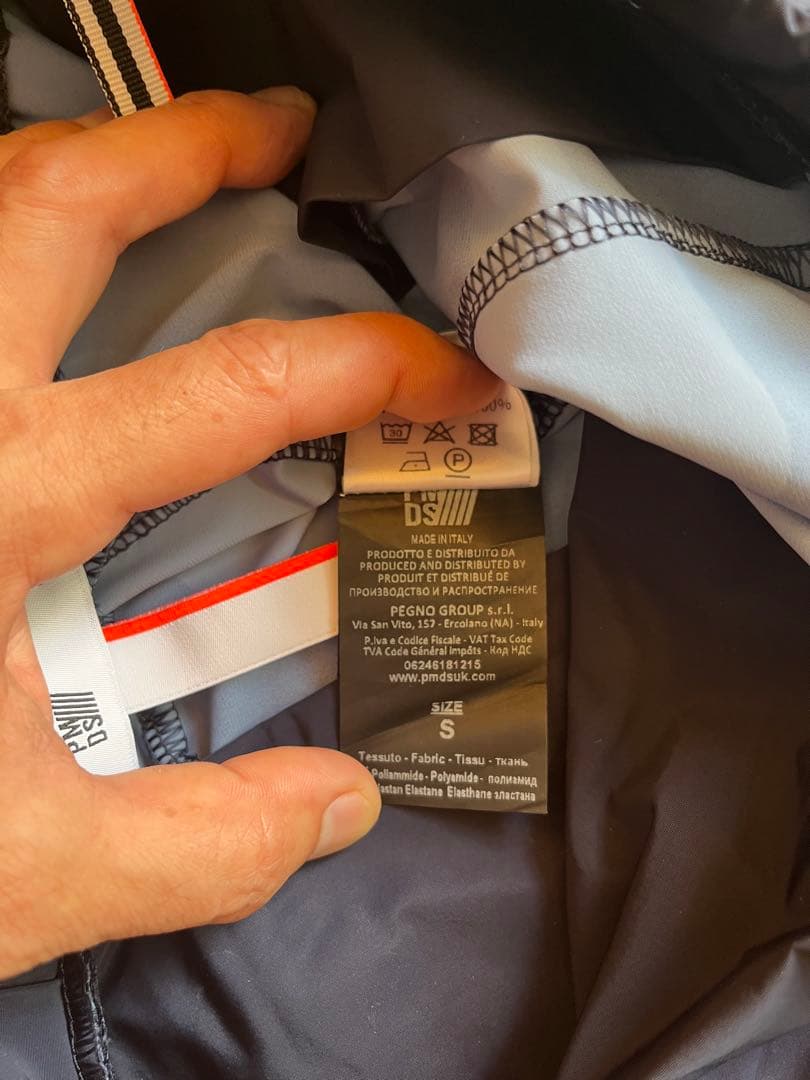 30
P
PM
DS
MADE IN ITALY
PRODOTTO E DISTRIBUITO DA
PRODUCED AND DISTRIBUTED BY
PRODUIT ET DISTRIBUÉ DE
ПРОИЗВОДСТВО И РАСПРОСТРАНЕНИЕ
PEGNO GROUP s.r.l.
Via San Vito, 157 - Ercolano (NA) - Italy
P.Iva e Codice Fiscale - VAT Tax Code
TVA Code Général Impôts - Код НДС
06246181215
www.pmdsuk.com
SIZE
S
Tessuto - Fabric - Tissu - ткань
Poliammide - Polyamide - полиамид
Elastane Elasthane эластана
PM
DS